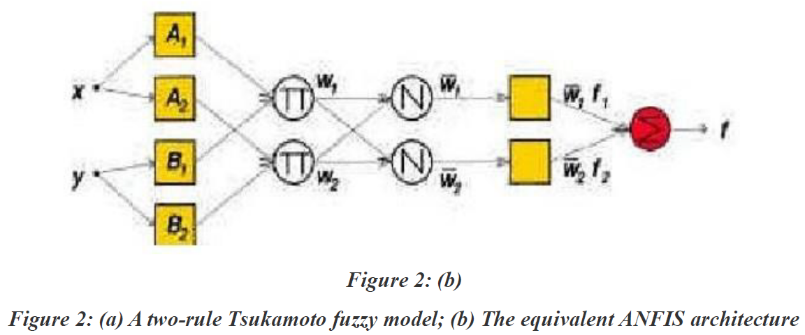 A₁
x
w₁
w̅₁
w̅₁ f₁
A₂
Π
N
Σ
f
B₁
Π
N
y
w₂
w̅₂
w̅₂ f₂
B₂
Figure 2: (b)
Figure 2: (a) A two-rule Tsukamoto fuzzy model; (b) The equivalent ANFIS architecture